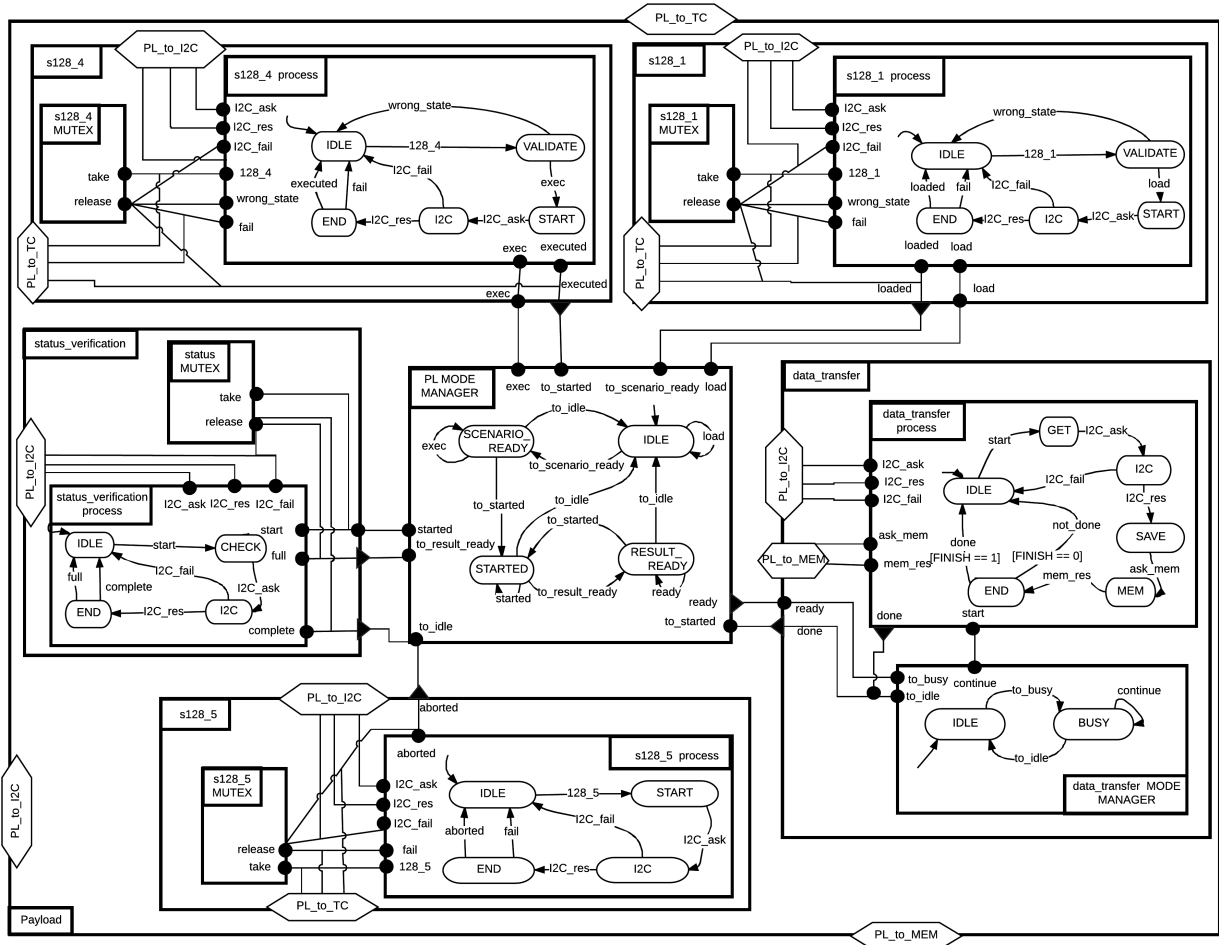 PL_to_TC
s128_4
PL_to_I2C
s128_4 process
s128_4
MUTEX
take
release
PL_to_TC
I2C_ask
I2C_res
I2C_fail
128_4
wrong_state
fail
wrong_state
IDLE
128_4
VALIDATE
executed
fail
I2C_fail
exec
END
I2C_res
I2C
I2C_ask
START
exec
executed
exec
executed
s128_1
PL_to_I2C
s128_1 process
s128_1
MUTEX
take
release
PL_to_TC
I2C_ask
I2C_res
I2C_fail
128_1
wrong_state
fail
wrong_state
IDLE
128_1
VALIDATE
loaded
fail
I2C_fail
load
END
I2C_res
I2C
I2C_ask
START
loaded
load
loaded
load
status_verification
status
MUTEX
take
release
PL_to_I2C
status_verification
process
I2C_ask
I2C_res
I2C_fail
IDLE
start
CHECK
start
full
full
complete
I2C_fail
I2C_ask
END
I2C_res
I2C
complete
PL MODE
MANAGER
exec
to_started
to_scenario_ready
load
to_idle
exec
SCENARIO_
READY
IDLE
load
to_scenario_ready
started
to_result_ready
to_started
to_idle
to_idle
to_started
STARTED
RESULT_
READY
started
to_result_ready
ready
ready
to_started
to_idle
data_transfer
data_transfer
process
PL_to_I2C
I2C_ask
I2C_res
I2C_fail
ask_mem
mem_res
PL_to_MEM
start
GET
I2C_ask
I2C
IDLE
I2C_fail
I2C_res
not_done
SAVE
done
[FINISH == 1]
[FINISH == 0]
ask_mem
mem_res
END
MEM
ready
done
start
continue
to_busy
to_idle
to_busy
continue
IDLE
BUSY
to_idle
data_transfer MODE
MANAGER
s128_5
PL_to_I2C
aborted
aborted
s128_5 process
s128_5
MUTEX
release
take
PL_to_TC
I2C_ask
I2C_res
I2C_fail
fail
128_5
IDLE
128_5
START
aborted
fail
I2C_fail
I2C_ask
END
I2C_res
I2C
PL_to_I2C
Payload
PL_to_MEM